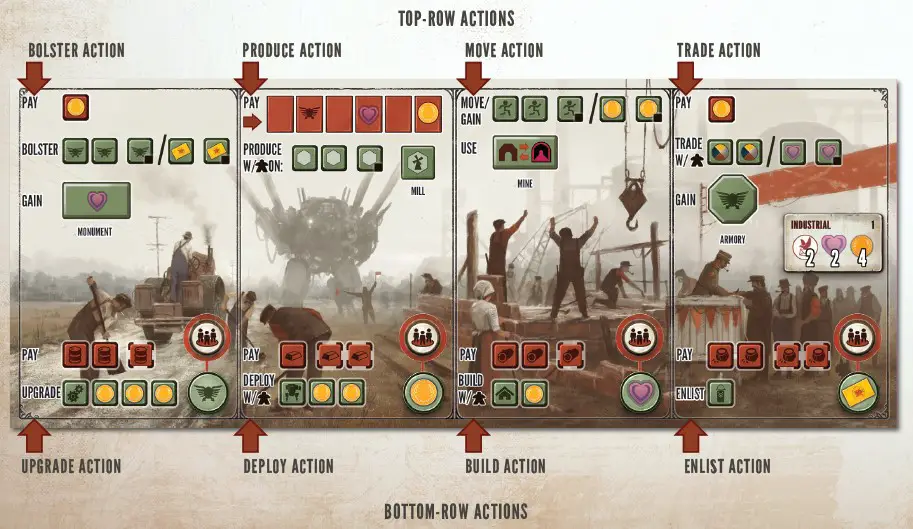 TOP-ROW ACTIONS
BOLSTER ACTION
PRODUCE ACTION
MOVE ACTION
TRADE ACTION
PAY
BOLSTER
/
GAIN
MONUMENT
PAY
UPGRADE
PAY
PRODUCE
W/ ON:
MILL
PAY
DEPLOY
W/
MOVE/
GAIN
/
USE
MINE
PAY
BUILD
W/
PAY
TRADE
W/
/
GAIN
ARMORY
INDUSTRIAL 1
2 2 4
PAY
ENLIST
UPGRADE ACTION
DEPLOY ACTION
BUILD ACTION
ENLIST ACTION
BOTTOM-ROW ACTIONS